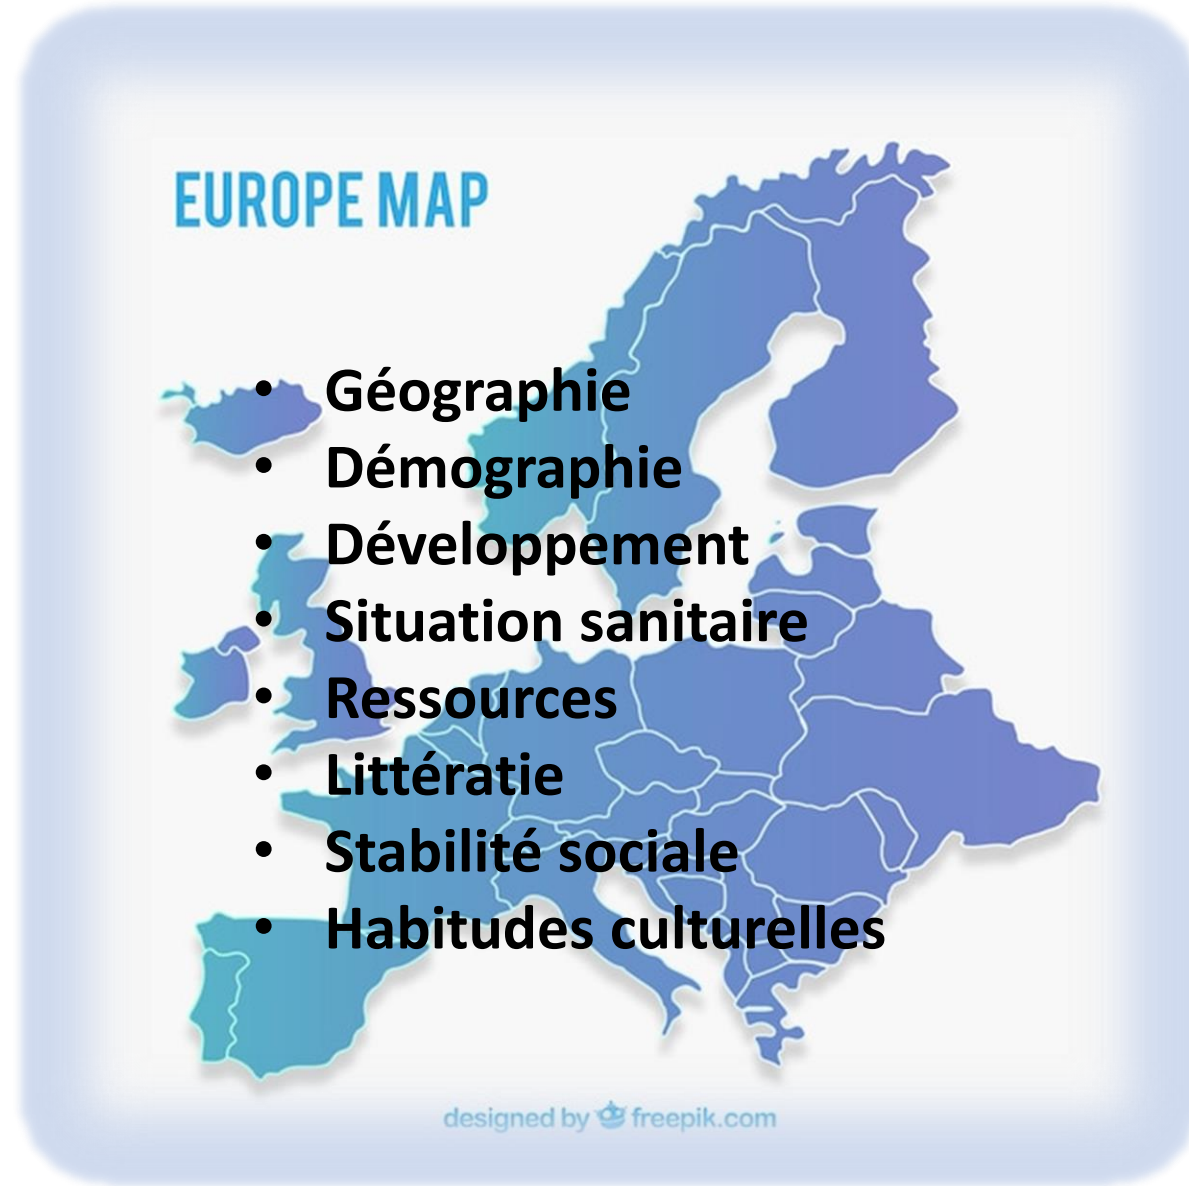 EUROPE MAP
• Géographie
• Démographie
• Développement
• Situation sanitaire
• Ressources
• Littératie
• Stabilité sociale
• Habitudes culturelles
designed by freepik.com